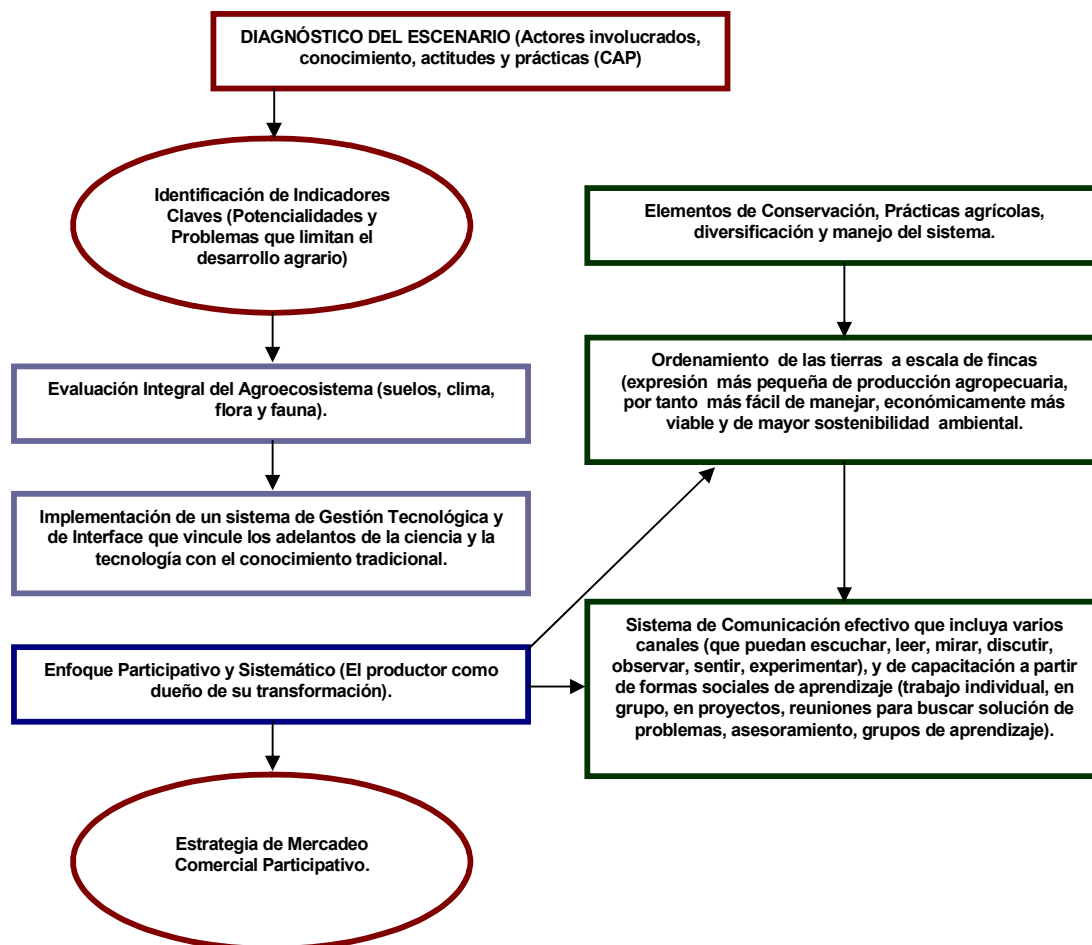 DIAGNÓSTICO DEL ESCENARIO (Actores involucrados,
conocimiento, actitudes y prácticas (CAP)
Identificación de Indicadores
Claves (Potencialidades y
Problemas que limitan el
desarrollo agrario)
Evaluación Integral del Agroecosistema (suelos, clima,
flora y fauna).
Implementación de un sistema de Gestión Tecnológica y
de Interface que vincule los adelantos de la ciencia y la
tecnología con el conocimiento tradicional.
Enfoque Participativo y Sistemático (El productor como
dueño de su transformación).
Estrategia de Mercadeo
Comercial Participativo.
Elementos de Conservación, Prácticas agrícolas,
diversificación y manejo del sistema.
Ordenamiento de las tierras a escala de fincas
(expresión más pequeña de producción agropecuaria,
por tanto más fácil de manejar, económicamente más
viable y de mayor sostenibilidad ambiental.
Sistema de Comunicación efectivo que incluya varios
canales (que puedan escuchar, leer, mirar, discutir,
observar, sentir, experimentar), y de capacitación a partir
de formas sociales de aprendizaje (trabajo individual, en
grupo, en proyectos, reuniones para buscar solución de
problemas, asesoramiento, grupos de aprendizaje).